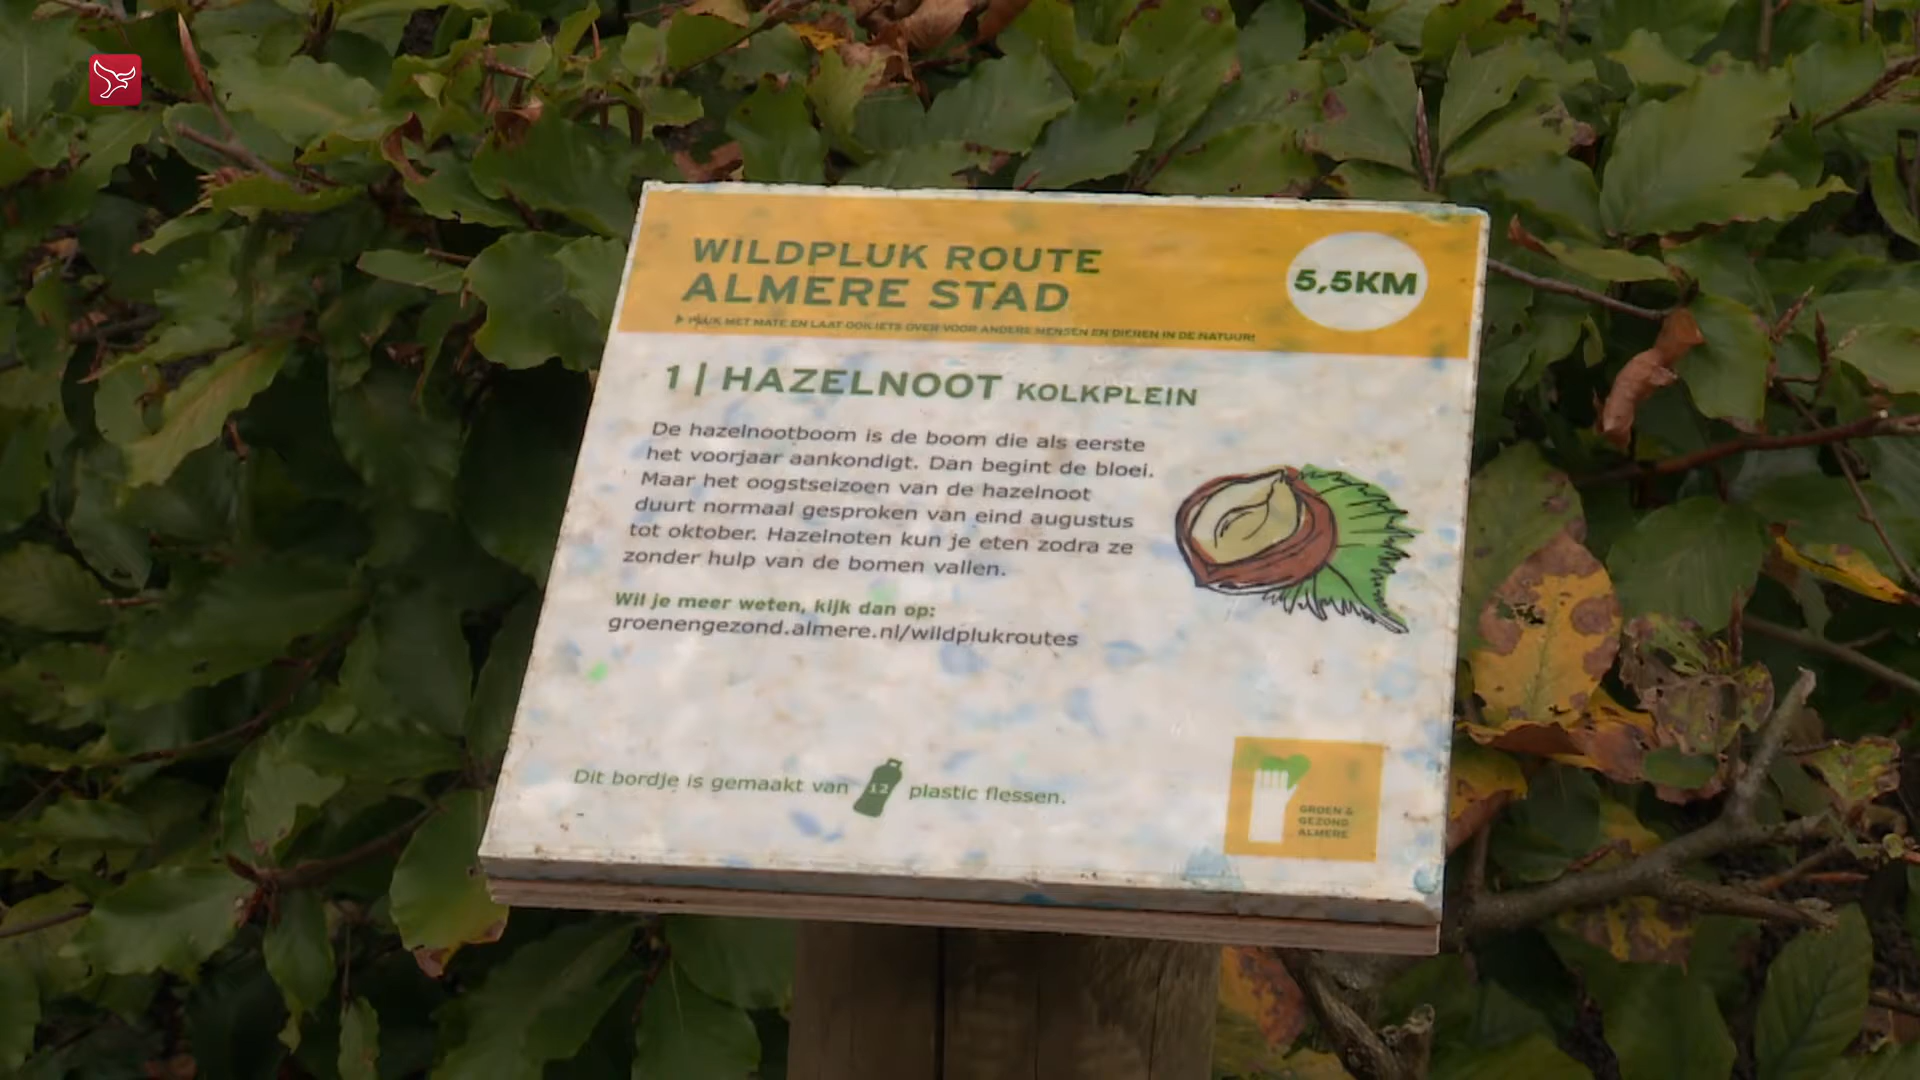 WILDPLUK ROUTE
ALMERE STAD
PLUK MET MATE EN LAAT OOK IETS OVER VOOR ANDERE MENSEN EN DIEREN IN DE NATUUR!
5,5KM
1 | HAZELNOOT KOLKPLEIN
De hazelnootboom is de boom die als eerste
het voorjaar aankondigt. Dan begint de bloei.
Maar het oogstseizoen van de hazelnoot
duurt normaal gesproken van eind augustus
tot oktober. Hazelnoten kun je eten zodra ze
zonder hulp van de bomen vallen.
Wil je meer weten, kijk dan op:
groenengezond.almere.nl/wildplukroutes
Dit bordje is gemaakt van 12 plastic flessen.
GROEN &
GEZOND
ALMERE